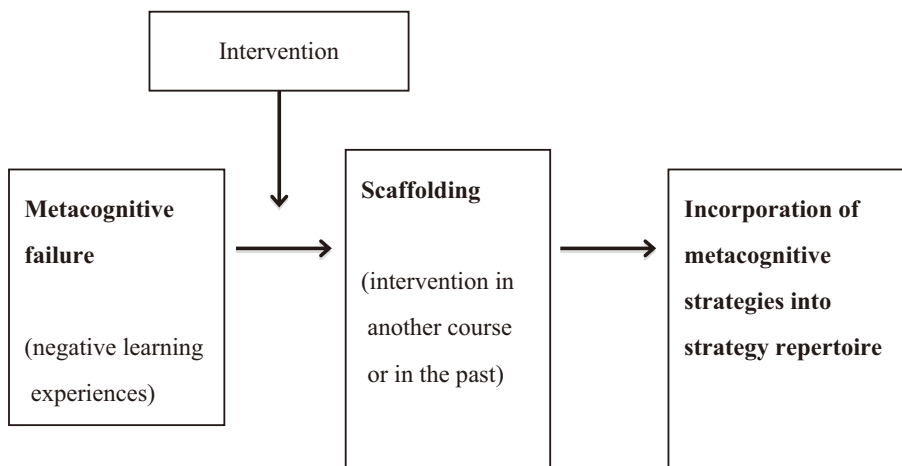 Intervention
Metacognitive
failure
(negative learning
experiences)
Scaffolding
(intervention in
another course
or in the past)
Incorporation of
metacognitive
strategies into
strategy repertoire